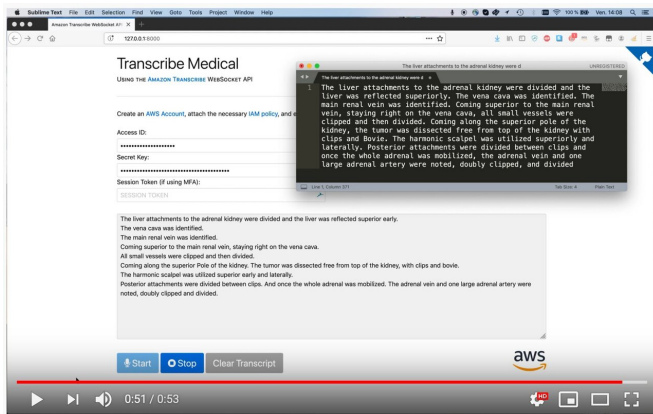 Sublime Text File Edit Selection Find View Goto Tools Project Window Help
100 % Ven. 14:08
Amazon Transcribe WebSocket AP
127.0.0.1:8000
Transcribe Medical
USING THE AMAZON TRANSCRIBE WEBSOCKET API
Create an AWS Account, attach the necessary IAM policy, and e
Access ID:
Secret Key:
Session Token (if using MFA):
SESSION TOKEN
The liver attachments to the adrenal kidney were d
UNREGISTERED
The liver attachments to the adrenal kidney were d
1 The liver attachments to the adrenal kidney were divided and the
liver was reflected superiorly. The vena cava was identified. The
main renal vein was identified. Coming superior to the main renal
vein, staying right on the vena cava, all small vessels were
clipped and then divided. Coming along the superior pole of the
kidney, the tumor was dissected free from top of the kidney with
clips and Bovie. The harmonic scalpel was utilized superiorly and
laterally. Posterior attachments were divided between clips and
once the whole adrenal was mobilized, the adrenal vein and one
large adrenal artery were noted, doubly clipped, and divided
Tab Size: 4 Plain Text
The liver attachments to the adrenal kidney were divided and the liver was reflected superior early.
The vena cava was identified.
The main renal vein was identified.
Coming superior to the main renal vein, staying right on the vena cava.
All small vessels were clipped and then divided.
Coming along the superior Pole of the kidney. The tumor was dissected free from top of the kidney, with clips and bovie.
The harmonic scalpel was utilized superior early and laterally.
Posterior attachments were divided between clips. And once the whole adrenal was mobilized. The adrenal vein and one large adrenal artery were
noted, doubly clipped and divided.
Start Stop Clear Transcript
aws
0:51 / 0:53
HD